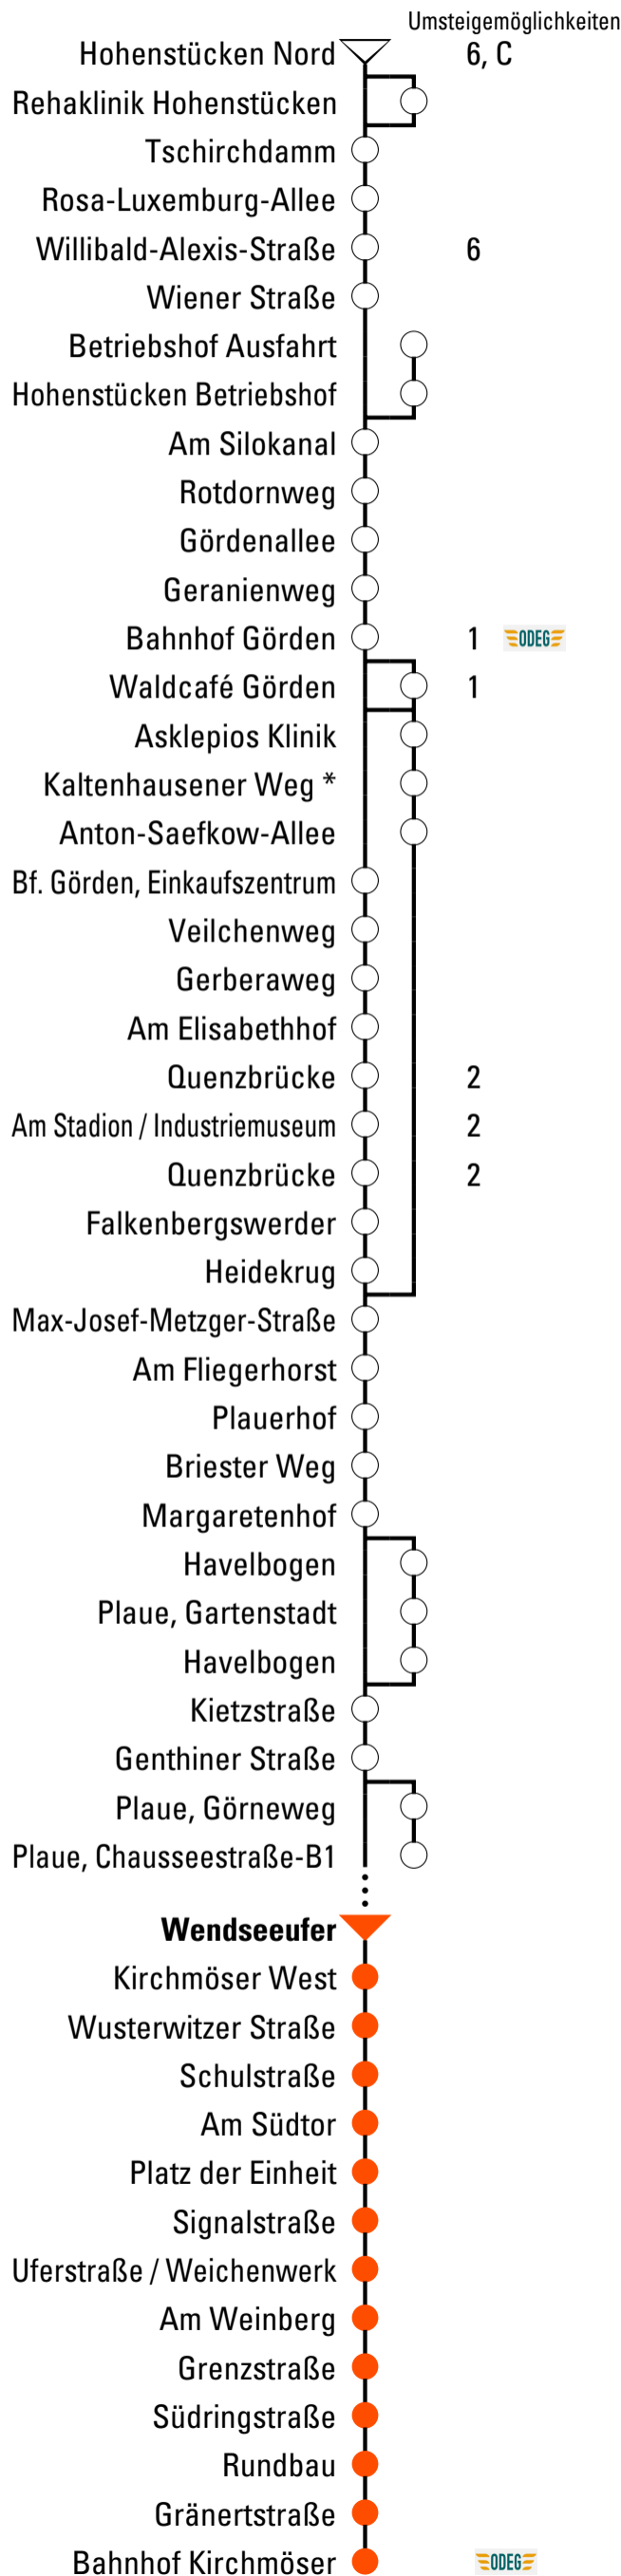 Umsteigemöglichkeiten
Hohenstücken Nord 6, C
Rehaklinik Hohenstücken
Tschirchdamm
Rosa-Luxemburg-Allee
Willibald-Alexis-Straße 6
Wiener Straße
Betriebshof Ausfahrt
Hohenstücken Betriebshof
Am Silokanal
Rotdornweg
Gördenallee
Geranienweg
Bahnhof Görden 1 ODEG
Waldcafé Görden 1
Asklepios Klinik
Kaltenhausener Weg *
Anton-Saefkow-Allee
Bf. Görden, Einkaufszentrum
Veilchenweg
Gerberaweg
Am Elisabethhof
Quenzbrücke 2
Am Stadion / Industriemuseum 2
Quenzbrücke 2
Falkenbergswerder
Heidekrug
Max-Josef-Metzger-Straße
Am Fliegerhorst
Plauerhof
Briester Weg
Margaretenhof
Havelbogen
Plaue, Gartenstadt
Havelbogen
Kietzstraße
Genthiner Straße
Plaue, Görneweg
Plaue, Chausseestraße-B1
Wendseeufer
Kirchmöser West
Wusterwitzer Straße
Schulstraße
Am Südtor
Platz der Einheit
Signalstraße
Uferstraße / Weichenwerk
Am Weinberg
Grenzstraße
Südringstraße
Rundbau
Gränertstraße
Bahnhof Kirchmöser ODEG